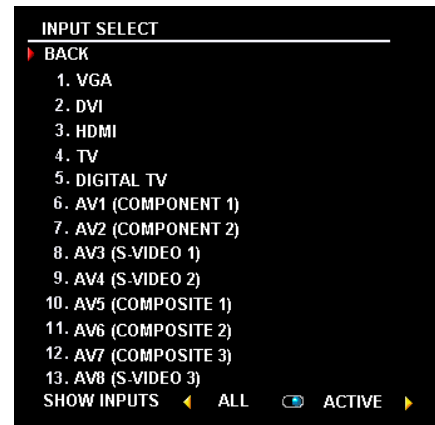 INPUT SELECT
BACK
1. VGA
2. DVI
3. HDMI
4. TV
5. DIGITAL TV
6. AV1 (COMPONENT 1)
7. AV2 (COMPONENT 2)
8. AV3 (S-VIDEO 1)
9. AV4 (S-VIDEO 2)
10. AV5 (COMPOSITE 1)
11. AV6 (COMPOSITE 2)
12. AV7 (COMPOSITE 3)
13. AV8 (S-VIDEO 3)
SHOW INPUTS ALL ACTIVE